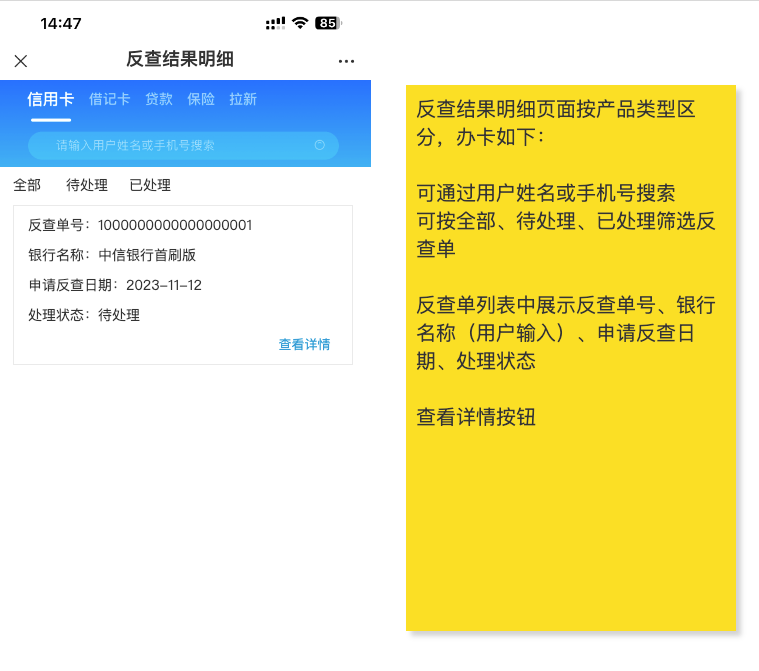 14:47
85
反查结果明细
信用卡 借记卡 贷款 保险 拉新
请输入用户姓名或手机号搜索
全部 待处理 已处理
反查单号：1000000000000000001
银行名称：中信银行首刷版
申请反查日期：2023-11-12
处理状态：待处理
查看详情
反查结果明细页面按产品类型区
分，办卡如下：
可通过用户姓名或手机号搜索
可按全部、待处理、已处理筛选反
查单
反查单列表中展示反查单号、银行
名称（用户输入）、申请反查日
期、处理状态
查看详情按钮